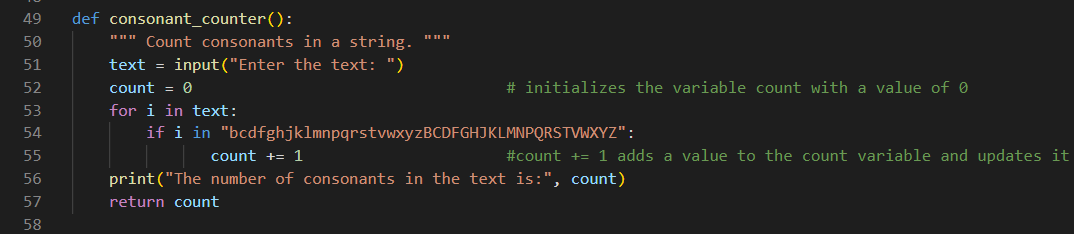 49 def consonant_counter():
50     """ Count consonants in a string. """
51     text = input("Enter the text: ")
52     count = 0                                  # initializes the variable count with a value of 0
53     for i in text:
54         if i in "bcdfghjklmnpqrstvwxyzBCDFGHJKLMNPQRSTVWXYZ":
55                count += 1                      #count += 1 adds a value to the count variable and updates it
56     print("The number of consonants in the text is:", count)
57     return count
58